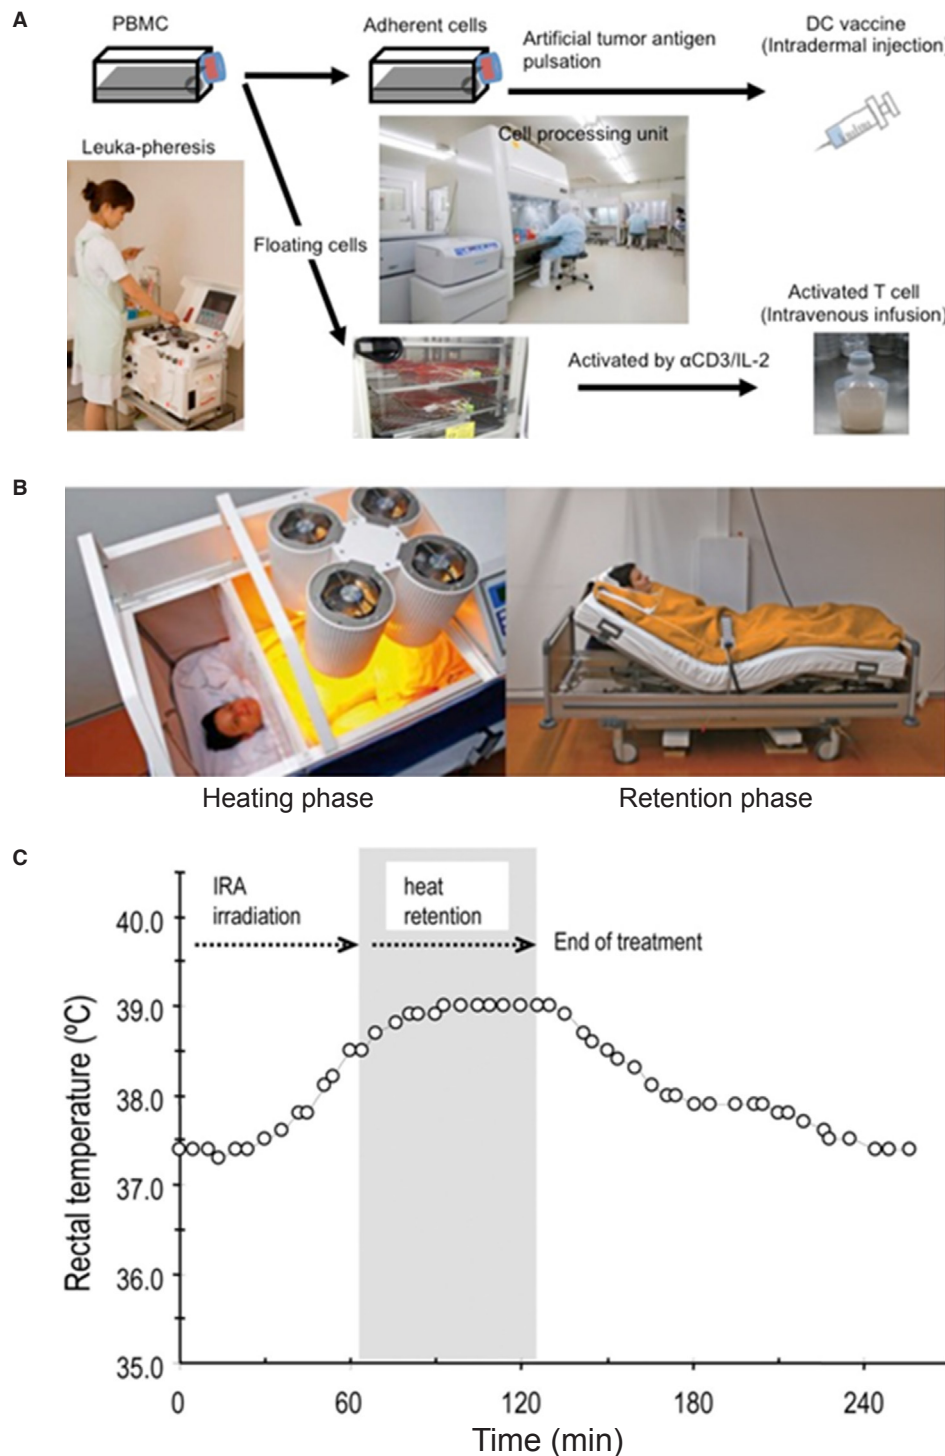 A
PBMC
Adherent cells
Artificial tumor antigen
pulsation
DC vaccine
(Intradermal injection)
Leuka-pheresis
Cell processing unit
Floating cells
Activated T cell
(Intravenous infusion)
Activated by αCD3/IL-2
B
Heating phase
Retention phase
C
IRA
irradiation
heat
retention
End of treatment
40.0
39.0
38.0
37.0
36.0
35.0
Rectal temperature (ºC)
0
60
120
180
240
Time (min)